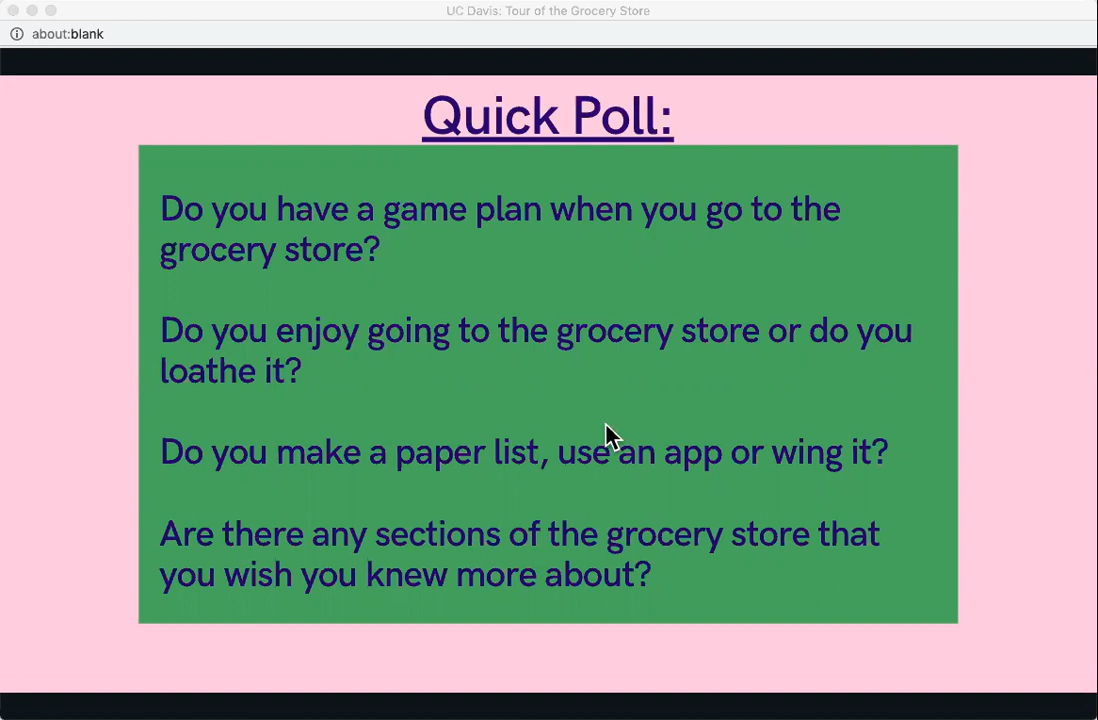 UC Davis: Tour of the Grocery Store
about:blank
Quick Poll:
Do you have a game plan when you go to the
grocery store?
Do you enjoy going to the grocery store or do you
loathe it?
Do you make a paper list, use an app or wing it?
Are there any sections of the grocery store that
you wish you knew more about?